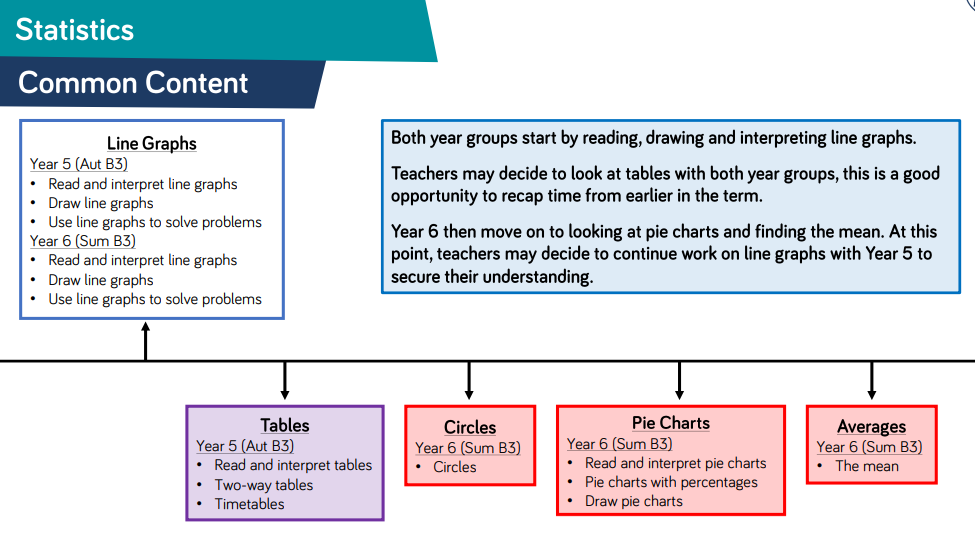 Statistics
Common Content
Line Graphs
Year 5 (Aut B3)
• Read and interpret line graphs
• Draw line graphs
• Use line graphs to solve problems
Year 6 (Sum B3)
• Read and interpret line graphs
• Draw line graphs
• Use line graphs to solve problems
Both year groups start by reading, drawing and interpreting line graphs.
Teachers may decide to look at tables with both year groups, this is a good
opportunity to recap time from earlier in the term.
Year 6 then move on to looking at pie charts and finding the mean. At this
point, teachers may decide to continue work on line graphs with Year 5 to
secure their understanding.
Tables
Year 5 (Aut B3)
• Read and interpret tables
• Two-way tables
• Timetables
Circles
Year 6 (Sum B3)
• Circles
Pie Charts
Year 6 (Sum B3)
• Read and interpret pie charts
• Pie charts with percentages
• Draw pie charts
Averages
Year 6 (Sum B3)
• The mean